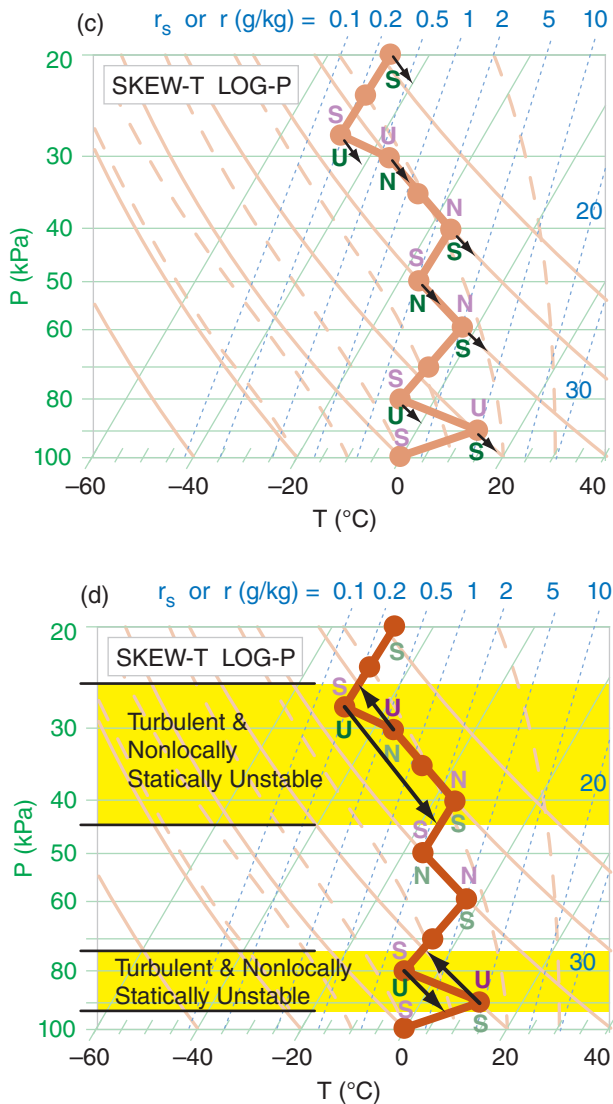 (c) r_s or r (g/kg) = 0.1 0.2 0.5 1 2 5 10
20
SKEW-T LOG-P
S
S
U
U
30
N
N
20
40
S
S
P (kPa)
50
N
N
60
S
S
30
80
U
U
S
S
100
−60 −40 −20 0 20 40
T (°C)
(d) r_s or r (g/kg) = 0.1 0.2 0.5 1 2 5 10
20
SKEW-T LOG-P
S
S
U
U
30
Turbulent &
Nonlocally
Statically Unstable
N
N
20
40
S
S
P (kPa)
50
N
N
60
S
S
30
80
Turbulent & Nonlocally
Statically Unstable
U
U
S
S
100
−60 −40 −20 0 20 40
T (°C)